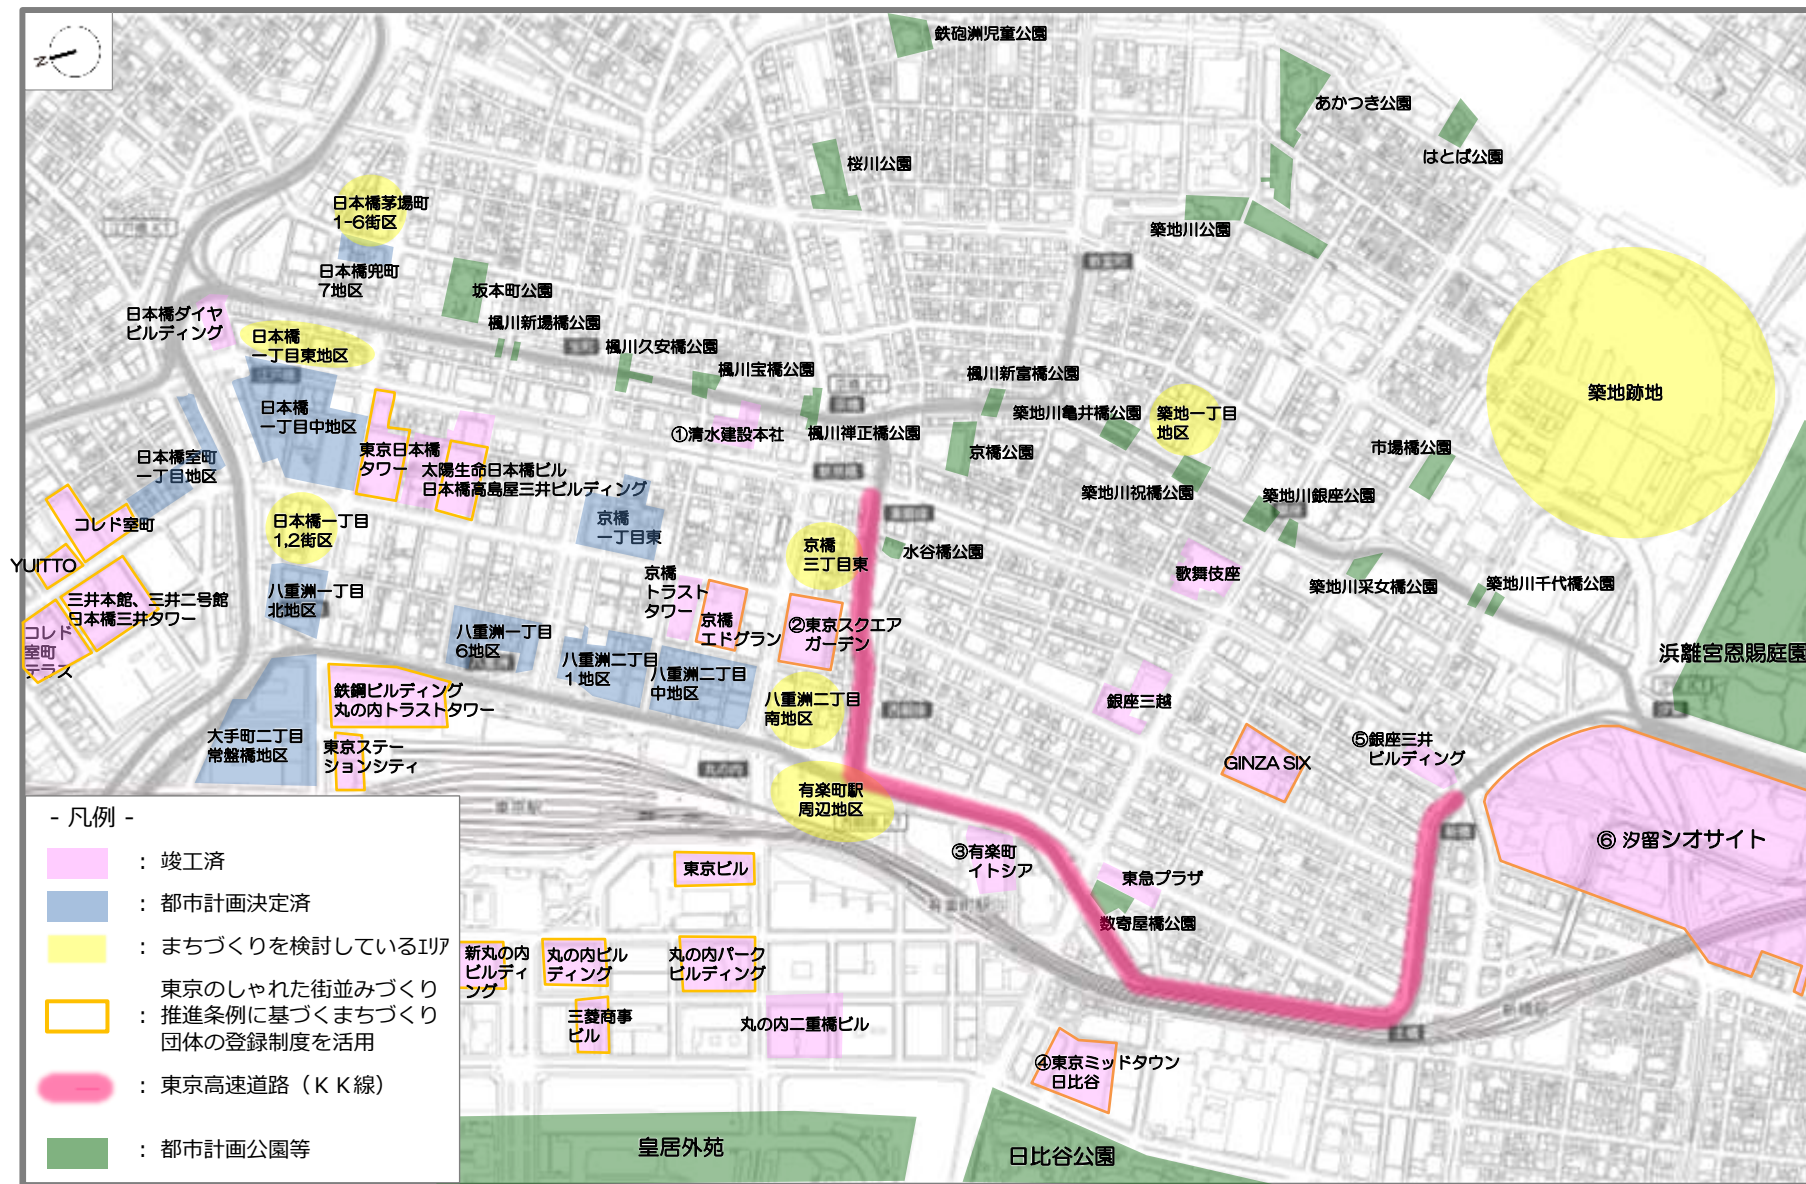 N
鉄砲洲児童公園
あかつき公園
はとば公園
桜川公園
築地川公園
日本橋茅場町
1-6街区
日本橋兜町
7地区
坂本町公園
日本橋ダイヤ
ビルディング
日本橋
一丁目東地区
楓川新場橋公園
楓川久安橋公園
楓川宝橋公園
楓川新富橋公園
築地川亀井橋公園
築地一丁目
地区
築地跡地
日本橋
一丁目中地区
①清水建設本社
楓川禅正橋公園
京橋公園
市場橋公園
日本橋室町
一丁目地区
東京日本橋
タワー
太陽生命日本橋ビル
日本橋高島屋三井ビルディング
築地川祝橋公園
築地川銀座公園
コレド室町
日本橋一丁目
1,2街区
京橋
一丁目東
京橋
三丁目東
水谷橋公園
歌舞伎座
築地川采女橋公園
築地川千代橋公園
YUITTO
三井本館、三井二号館
日本橋三井タワー
八重洲一丁目
北地区
京橋
トラスト
タワー
京橋
エドグラン
②東京スクエア
ガーデン
コレド
室町
テラス
八重洲一丁目
6地区
八重洲二丁目
1地区
八重洲二丁目
中地区
八重洲二丁目
南地区
浜離宮恩賜庭園
鉄鋼ビルディング
丸の内トラストタワー
銀座三越
大手町二丁目
常盤橋地区
東京ステー
ションシティ
GINZA SIX
⑤銀座三井
ビルディング
有楽町駅
周辺地区
⑥ 汐留シオサイト
東京ビル
③有楽町
イトシア
東急プラザ
数寄屋橋公園
新丸の内
ビルディ
ング
丸の内ビル
ディング
丸の内パーク
ビルディング
三菱商事
ビル
丸の内二重橋ビル
④東京ミッドタウン
日比谷
皇居外苑
日比谷公園
- 凡例 -
： 竣工済
： 都市計画決定済
： まちづくりを検討しているｴﾘｱ
東京のしゃれた街並みづくり
： 推進条例に基づくまちづくり
団体の登録制度を活用
： 東京高速道路（ＫＫ線）
： 都市計画公園等